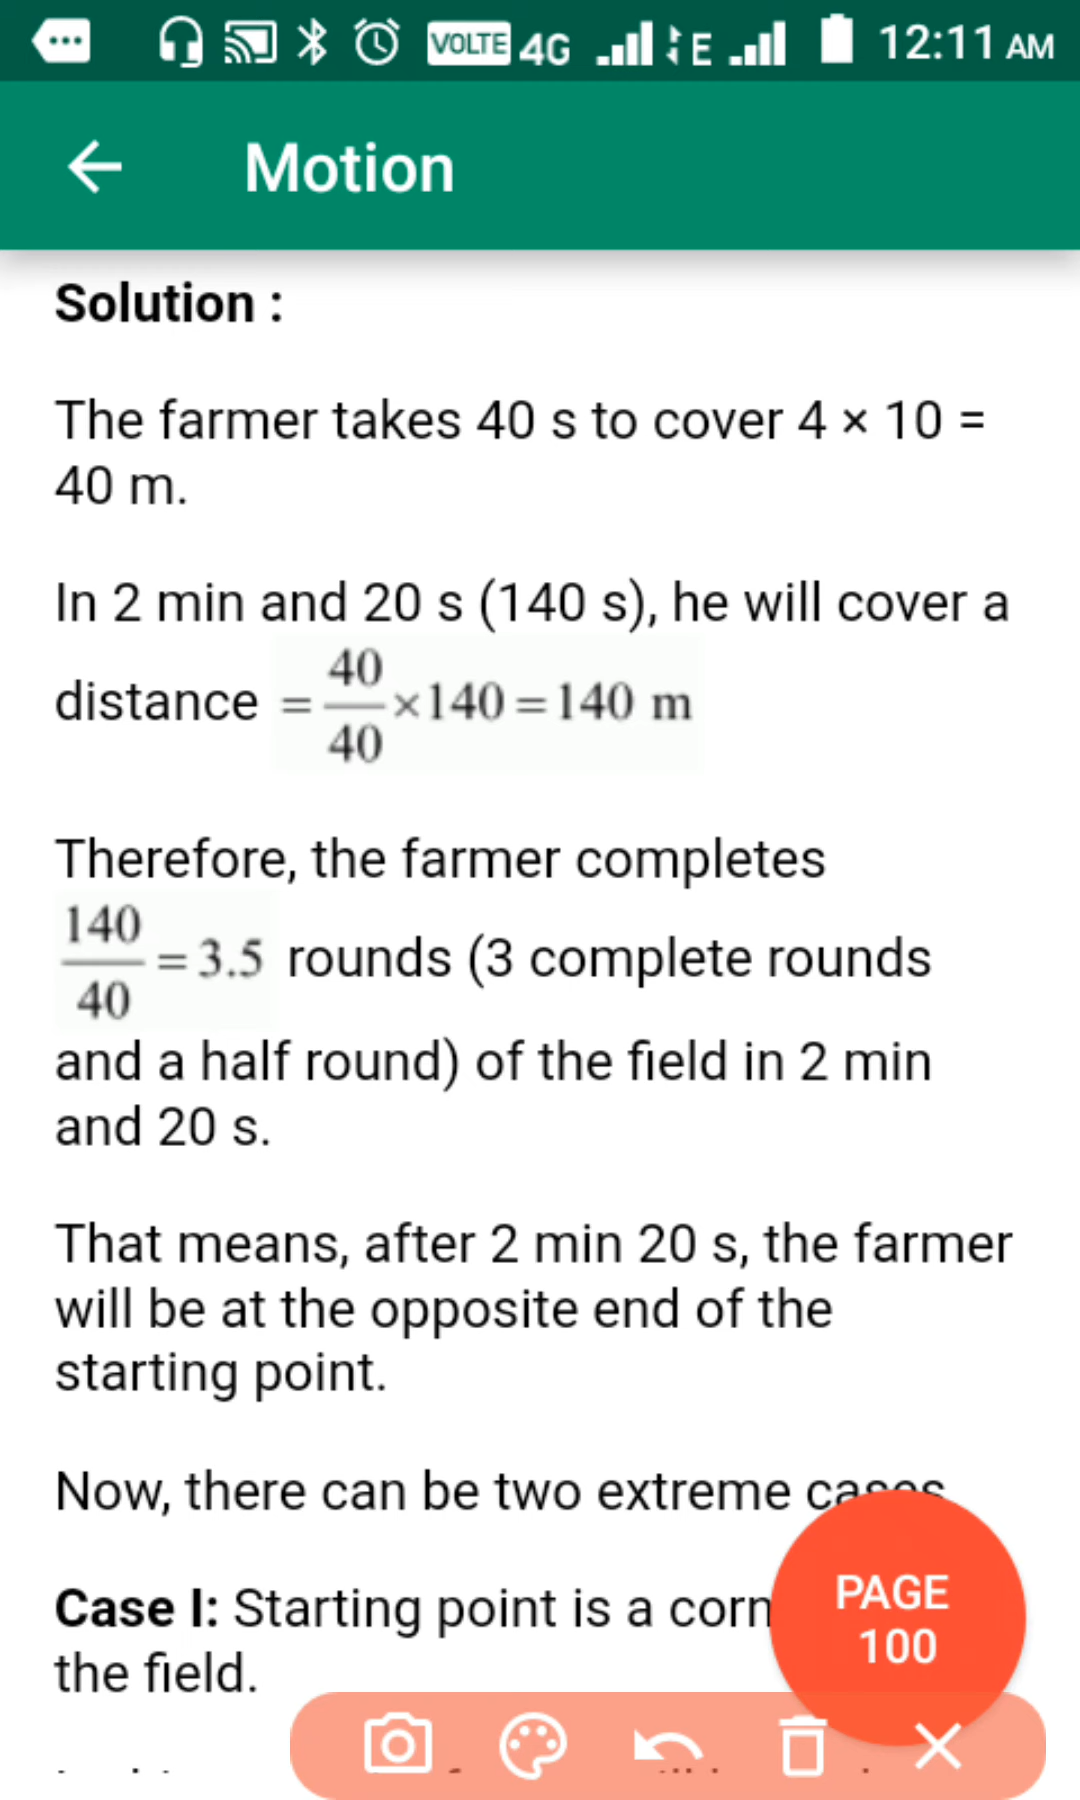 VOLTE 4G E 12:11 AM
Motion
Solution :
The farmer takes 40 s to cover 4 × 10 =
40 m.
In 2 min and 20 s (140 s), he will cover a
distance = 40/40 ×140 = 140 m
Therefore, the farmer completes
140/40 = 3.5 rounds (3 complete rounds
and a half round) of the field in 2 min
and 20 s.
That means, after 2 min 20 s, the farmer
will be at the opposite end of the
starting point.
Now, there can be two extreme cases
Case I: Starting point is a corn
the field.
PAGE
100